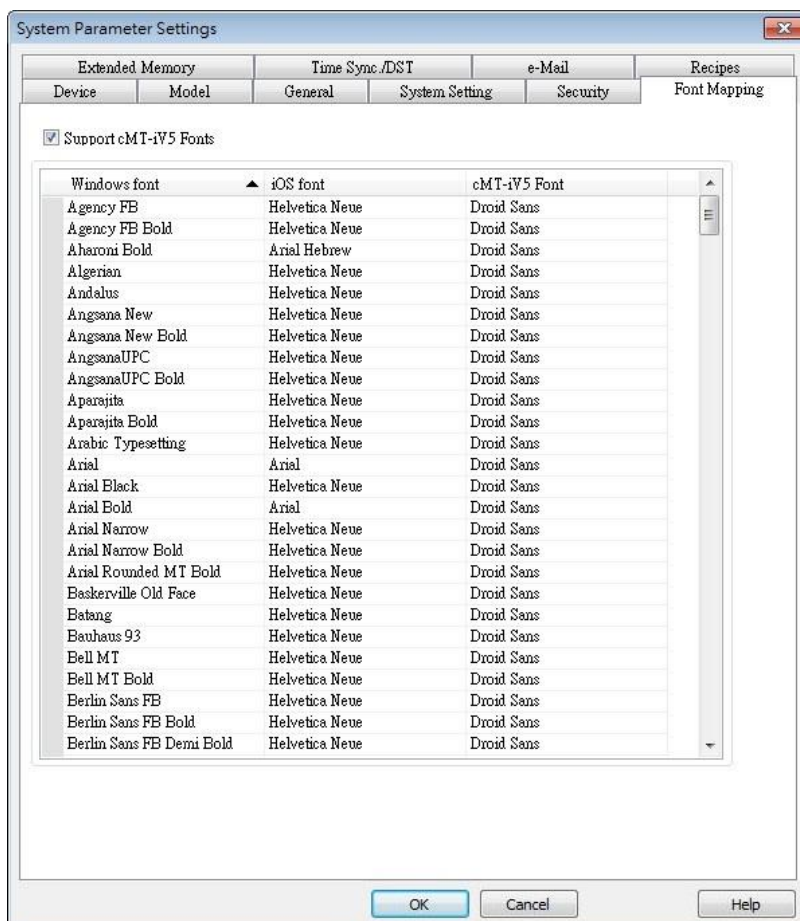 System Parameter Settings
Extended Memory Time Sync./DST e-Mail Recipes
Device Model General System Setting Security Font Mapping
Support cMT-iV5 Fonts
Windows font iOS font cMT-iV5 Font
Agency FB Helvetica Neue Droid Sans
Agency FB Bold Helvetica Neue Droid Sans
Aharoni Bold Arial Hebrew Droid Sans
Algerian Helvetica Neue Droid Sans
Andalus Helvetica Neue Droid Sans
Angsana New Helvetica Neue Droid Sans
Angsana New Bold Helvetica Neue Droid Sans
AngsanaUPC Helvetica Neue Droid Sans
AngsanaUPC Bold Helvetica Neue Droid Sans
Aparajita Helvetica Neue Droid Sans
Aparajita Bold Helvetica Neue Droid Sans
Arabic Typesetting Helvetica Neue Droid Sans
Arial Arial Droid Sans
Arial Black Helvetica Neue Droid Sans
Arial Bold Arial Droid Sans
Arial Narrow Helvetica Neue Droid Sans
Arial Narrow Bold Helvetica Neue Droid Sans
Arial Rounded MT Bold Helvetica Neue Droid Sans
Baskerville Old Face Helvetica Neue Droid Sans
Batang Helvetica Neue Droid Sans
Bauhaus 93 Helvetica Neue Droid Sans
Bell MT Helvetica Neue Droid Sans
Bell MT Bold Helvetica Neue Droid Sans
Berlin Sans FB Helvetica Neue Droid Sans
Berlin Sans FB Bold Helvetica Neue Droid Sans
Berlin Sans FB Demi Bold Helvetica Neue Droid Sans
OK Cancel Help